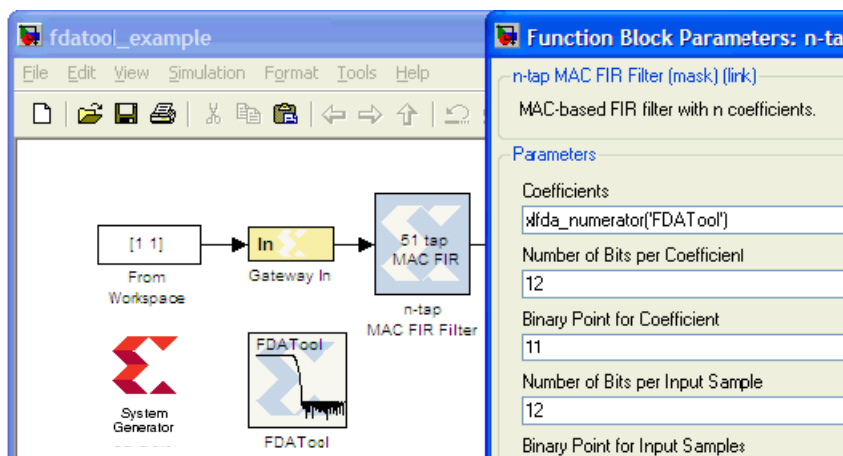 fdatool_example
File Edit View Simulation Format Tools Help
[1 1]
From
Workspace
In
Gateway In
51 tap
MAC FIR
n-tap
MAC FIR Filter
System
Generator
FDATool
FDATool
Function Block Parameters: n-ta
n-tap MAC FIR Filter (mask) (link)
MAC-based FIR filter with n coefficients.
Parameters
Coefficients
xlfda_numerator('FDATool')
Number of Bits per Coefficient
12
Binary Point for Coefficient
11
Number of Bits per Input Sample
12
Binary Point for Input Samples